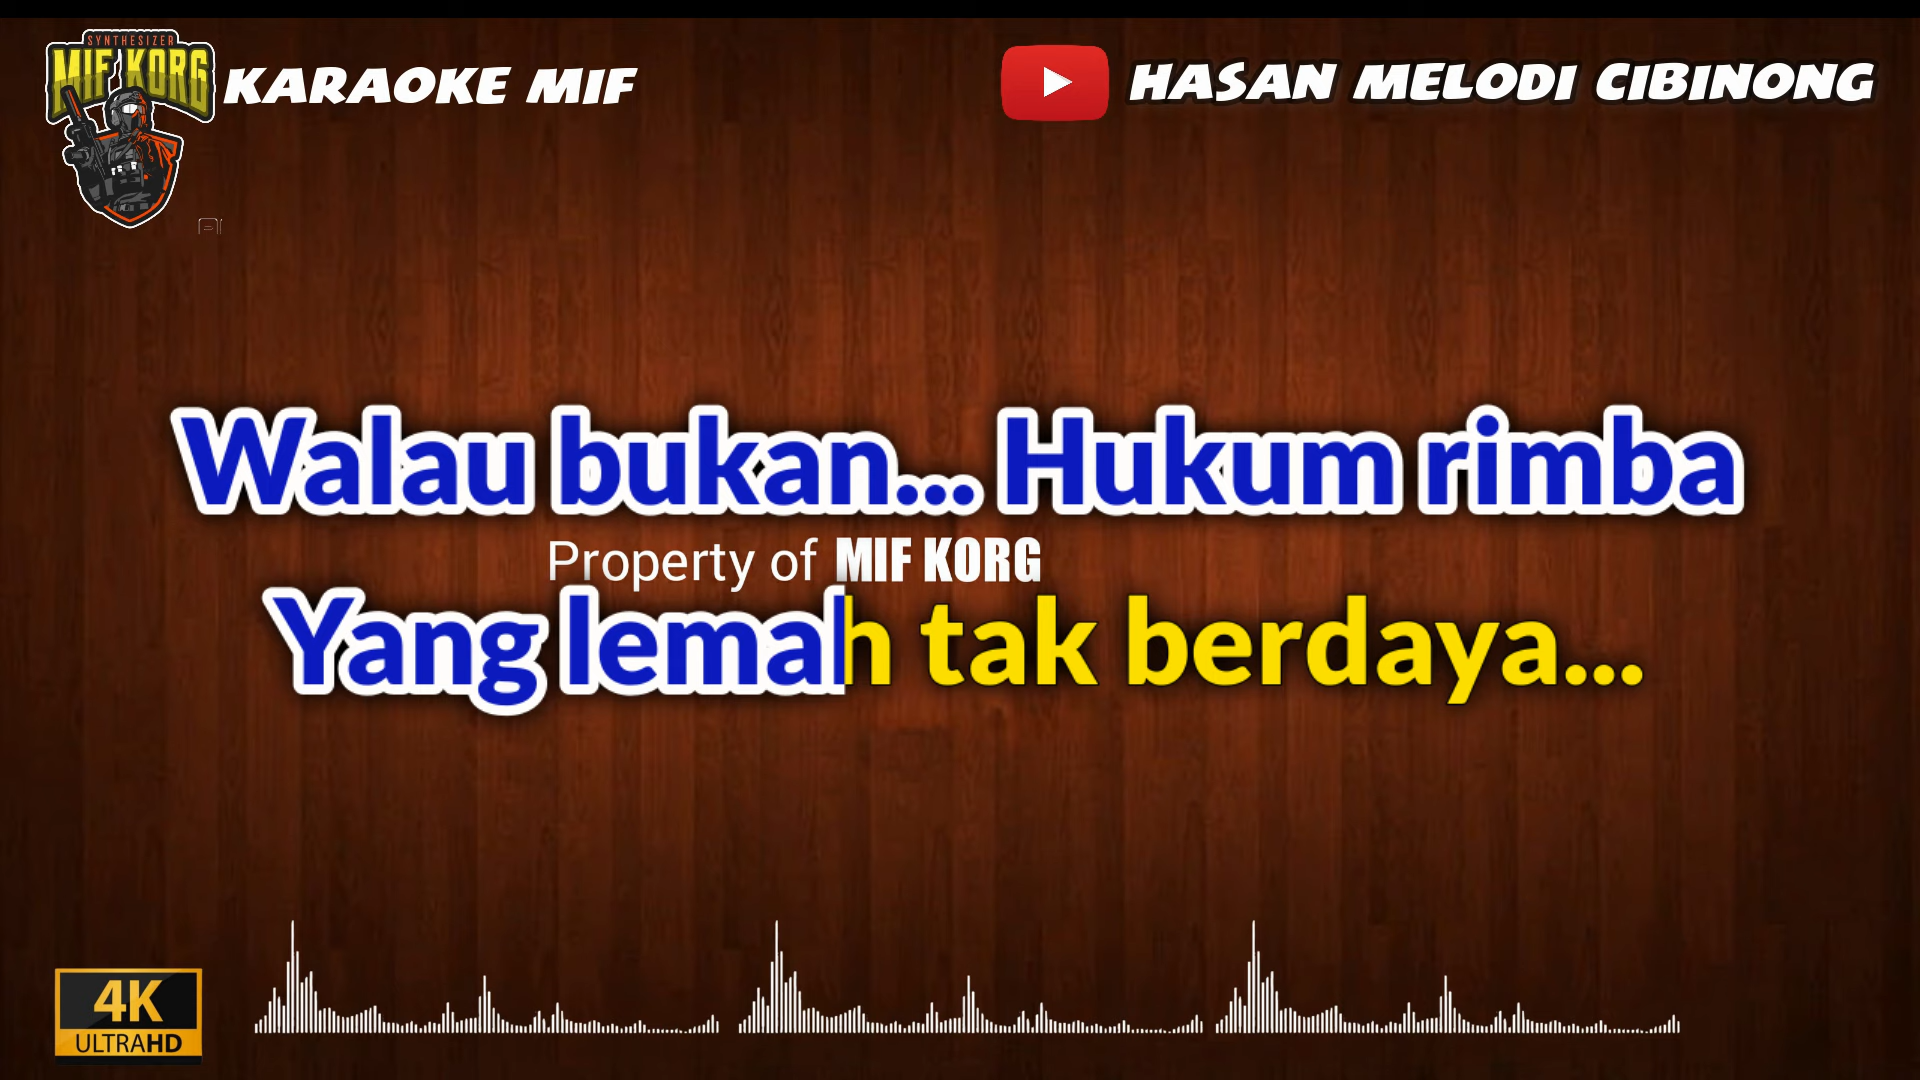 SYNTHESIZER
MIF KORG
KARAOKE MIF
HASAN MELODI CIBINONG
Walau bukan... Hukum rimba
Property of MIF KORG
Yang lemah tak berdaya...
4K
ULTRAHD